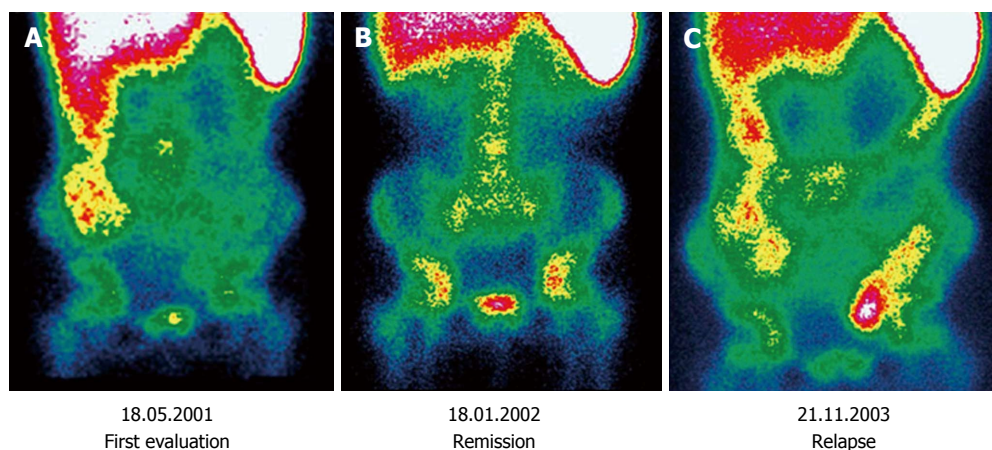 A
B
C
18.05.2001
First evaluation
18.01.2002
Remission
21.11.2003
Relapse